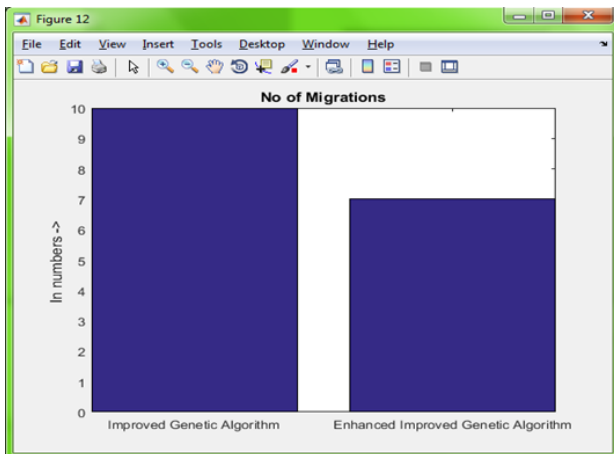 Figure 12
File Edit View Insert Tools Desktop Window Help
No of Migrations
10
9
8
7
6
5
4
3
2
1
0
In numbers ->
Improved Genetic Algorithm Enhanced Improved Genetic Algorithm